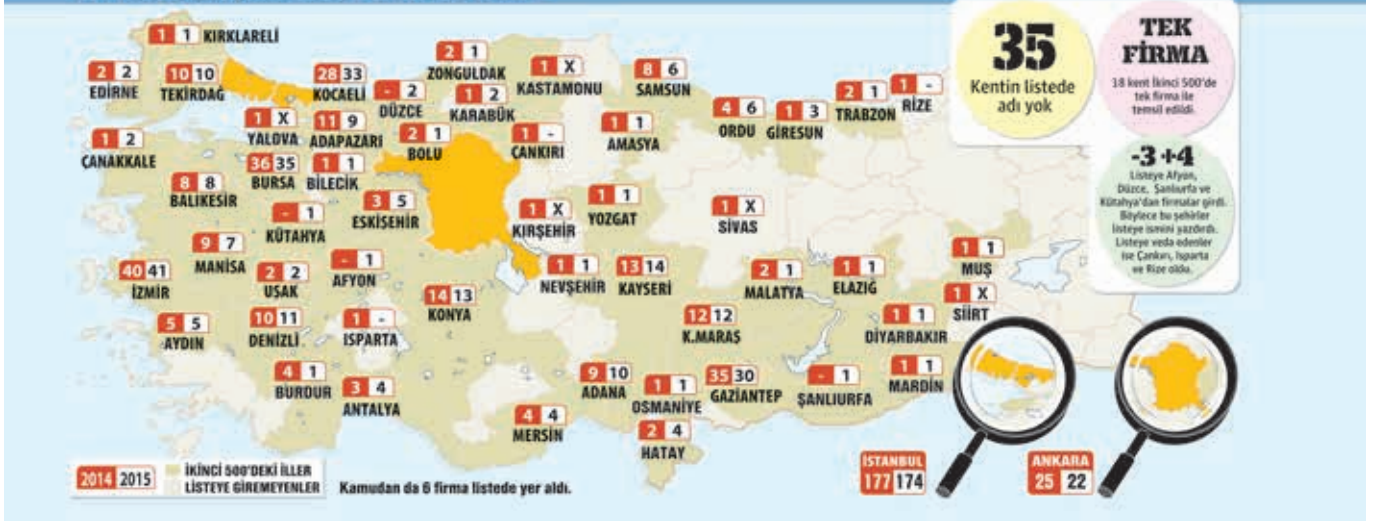 1 1 KIRKLARELİ
2 2
EDİRNE
10 10
TEKİRDAĞ
28 33
KOCAELİ
- 2
DÜZCE
2 1
ZONGULDAK
1 2
KARABÜK
1 X
KASTAMONU
8 6
SAMSUN
4 6
ORDU
1 3
GİRESUN
2 1
TRABZON
1 -
RİZE
1 2
ÇANAKKALE
1 X
YALOVA
11 9
ADAPAZARI
2 1
BOLU
1 -
ÇANKIRI
1 1
AMASYA
36 35
BURSA
1 1
BİLECİK
8 8
BALIKESİR
- 1
KÜTAHYA
3 5
ESKİŞEHİR
1 X
KIRŞEHİR
1 1
YOZGAT
1 X
SİVAS
9 7
MANİSA
40 41
İZMİR
2 2
UŞAK
- 1
AFYON
14 13
KONYA
1 1
NEVŞEHİR
13 14
KAYSERİ
2 1
MALATYA
1 1
ELAZIĞ
1 1
MUŞ
1 X
SİİRT
5 5
AYDIN
10 11
DENİZLİ
1 -
ISPARTA
12 12
K.MARAŞ
1 1
DİYARBAKIR
4 1
BURDUR
3 4
ANTALYA
9 10
ADANA
1 1
OSMANİYE
35 30
GAZİANTEP
- 1
ŞANLIURFA
1 1
MARDİN
4 4
MERSİN
2 4
HATAY
35
Kentin listede
adı yok
TEK
FİRMA
18 kent İkinci 500'de
tek firma ile
temsil edildi.
-3 +4
Listeye Afyon,
Düzce, Şanlıurfa ve
Kütahya'dan firmalar girdi.
Böylece bu şehirler
listeye ismini yazdırdı.
Listeye veda edenler
ise Çankırı, Isparta
ve Rize oldu.
2014 2015
İKİNCİ 500'DEKİ İLLER
LİSTEYE GİREMEYENLER
Kamudan da 6 firma listede yer aldı.
İSTANBUL
177 174
ANKARA
25 22